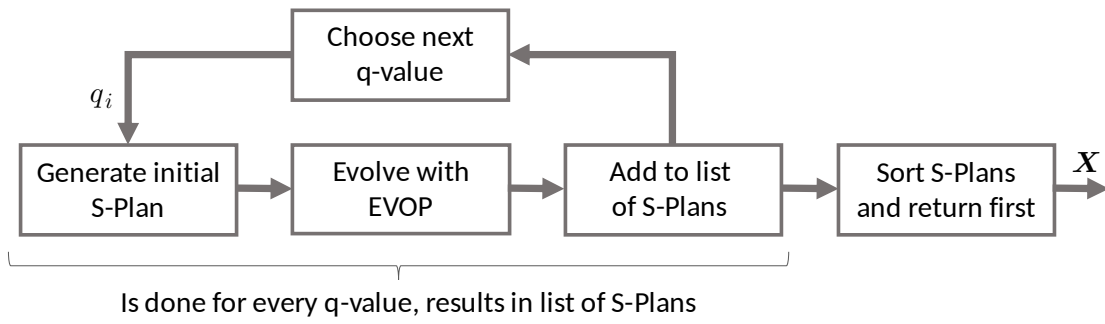 Choose next
q-value
q_i
Generate initial
S-Plan
Evolve with
EVOP
Add to list
of S-Plans
Sort S-Plans
and return first
X
Is done for every q-value, results in list of S-Plans